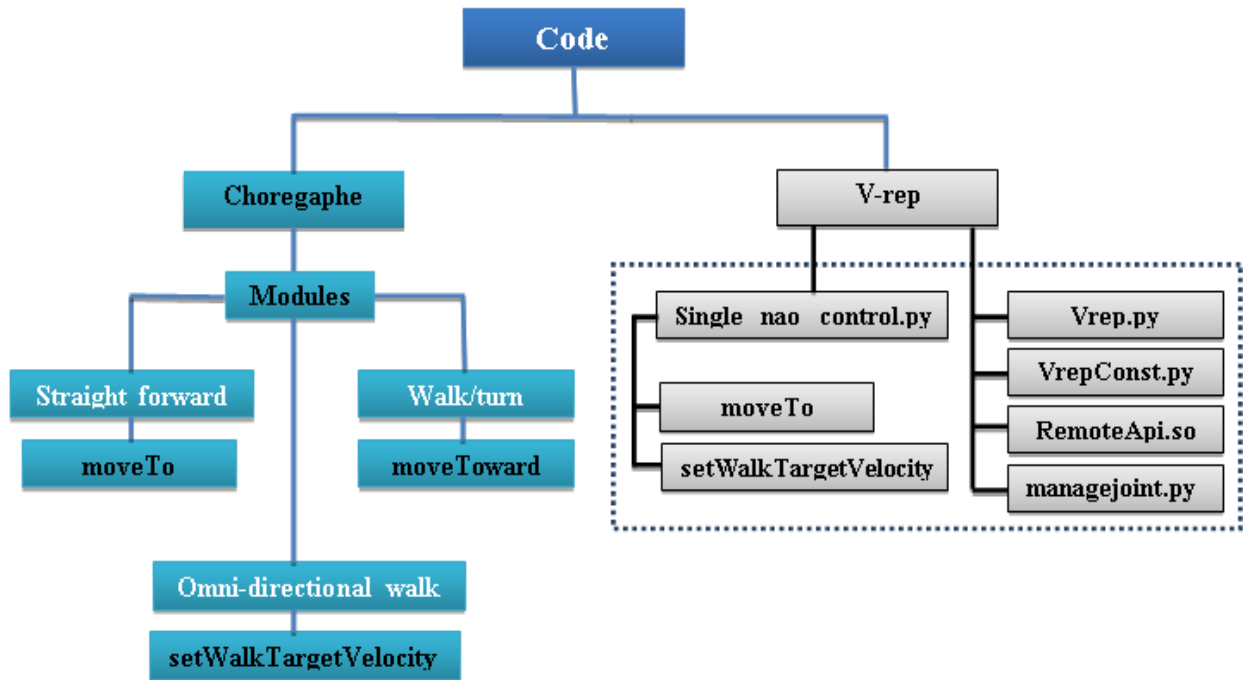 Code
Choregaphe
V-rep
Modules
Single nao control.py
Vrep.py
Straight forward
Walk/turn
VrepConst.py
moveTo
RemoteApi.so
moveTo
moveToward
setWalkTargetVelocity
managejoint.py
Omni-directional walk
setWalkTargetVelocity